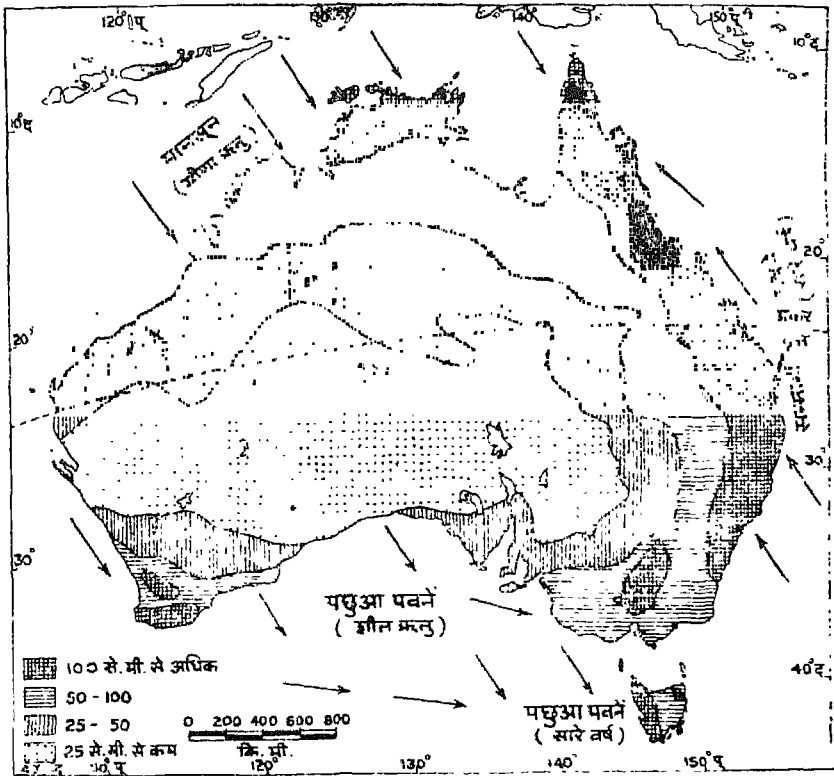 120°पू
140°
150°पू
10°द
10°द
मानसून
(ग्रीष्म ऋतु)
20°
20°
30°
30°
पछुआ पवनें
(शीत ऋतु)
40°द
पछुआ पवनें
(सारे वर्ष)
100 से.मी. से अधिक
50 - 100
25 - 50
25 से.मी. से कम
0 200 400 600 800
कि.मी.
120°
130°
140°
150°पू